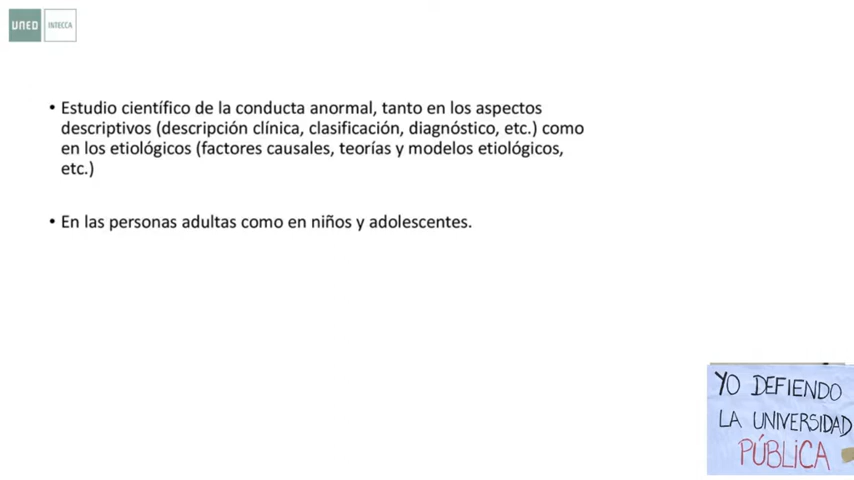 UNED
INTECCA
• Estudio científico de la conducta anormal, tanto en los aspectos
descriptivos (descripción clínica, clasificación, diagnóstico, etc.) como
en los etiológicos (factores causales, teorías y modelos etiológicos,
etc.)
• En las personas adultas como en niños y adolescentes.
YO DEFIENDO
LA UNIVERSIDAD
PÚBLICA